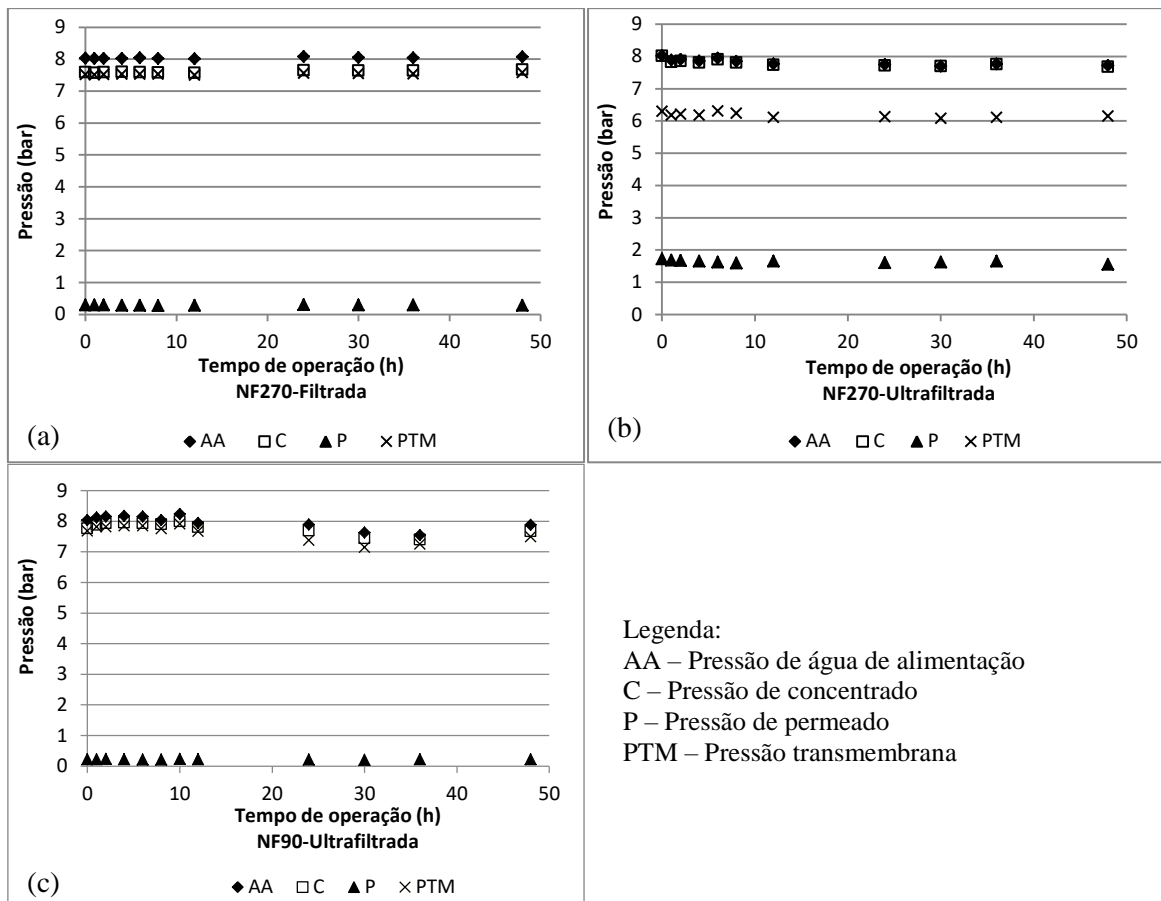 9
8
7
6
5
4
3
2
1
0
Pressão (bar)
0 10 20 30 40 50
Tempo de operação (h)
NF270-Filtrada
(a)
AA C P PTM
9
8
7
6
5
4
3
2
1
0
Pressão (bar)
0 10 20 30 40 50
Tempo de operação (h)
NF270-Ultrafiltrada
(b)
AA C P PTM
9
8
7
6
5
4
3
2
1
0
Pressão (bar)
0 10 20 30 40 50
Tempo de operação (h)
NF90-Ultrafiltrada
(c)
AA C P PTM
Legenda:
AA – Pressão de água de alimentação
C – Pressão de concentrado
P – Pressão de permeado
PTM – Pressão transmembrana